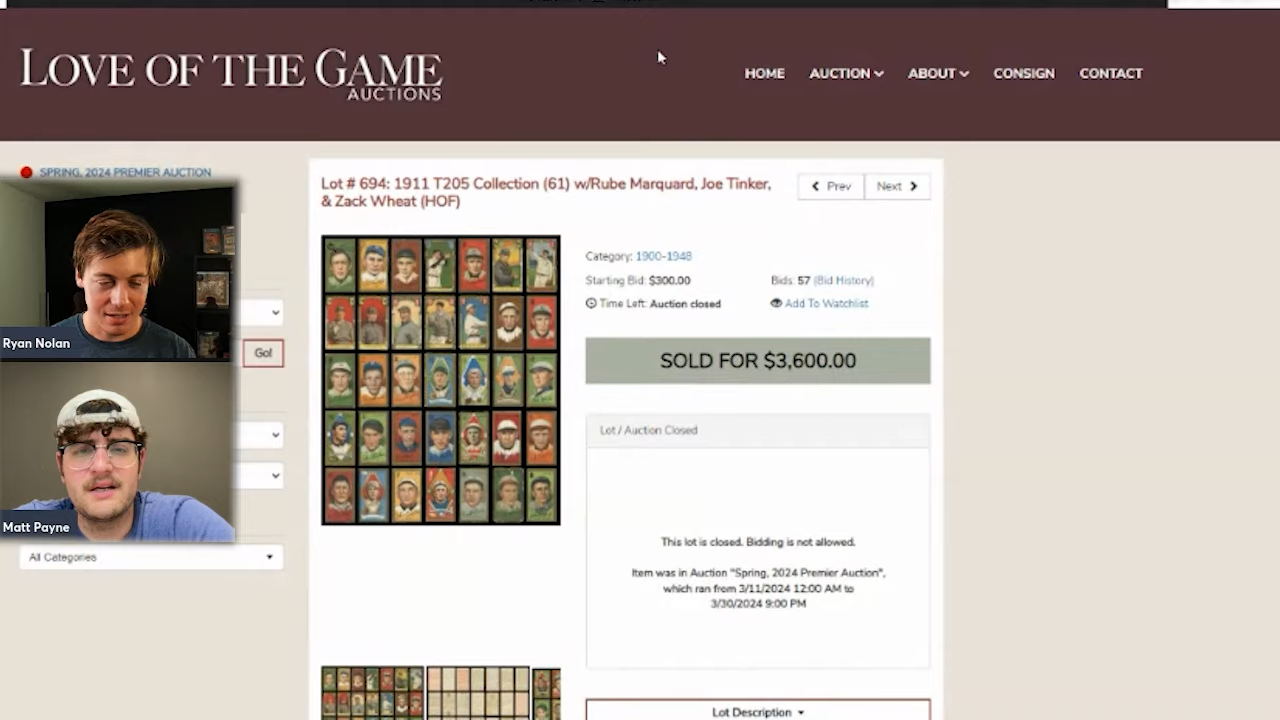 LOVE OF THE GAME
AUCTIONS
HOME
AUCTION
ABOUT
CONSIGN
CONTACT
SPRING, 2024 PREMIER AUCTION
Lot # 694: 1911 T205 Collection (61) w/Rube Marquard, Joe Tinker,
& Zack Wheat (HOF)
Prev
Next
Category: 1900-1948
Starting Bid: $300.00
Bids: 57 (Bid History)
Time Left: Auction closed
Add To Watchlist
SOLD FOR $3,600.00
Lot / Auction Closed
This lot is closed. Bidding is not allowed.
Item was in Auction "Spring, 2024 Premier Auction",
which ran from 3/11/2024 12:00 AM to
3/30/2024 9:00 PM
Lot Description
Ryan Nolan
Go!
Matt Payne
All Categories